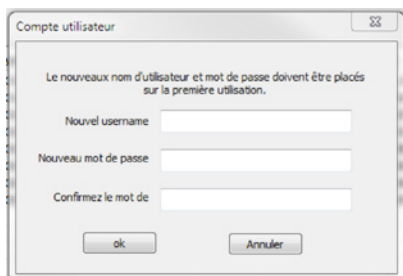 Compte utilisateur
Le nouveaux nom d'utilisateur et mot de passe doivent être placés
sur la première utilisation.
Nouvel username
Nouveau mot de passe
Confirmez le mot de
ok
Annuler